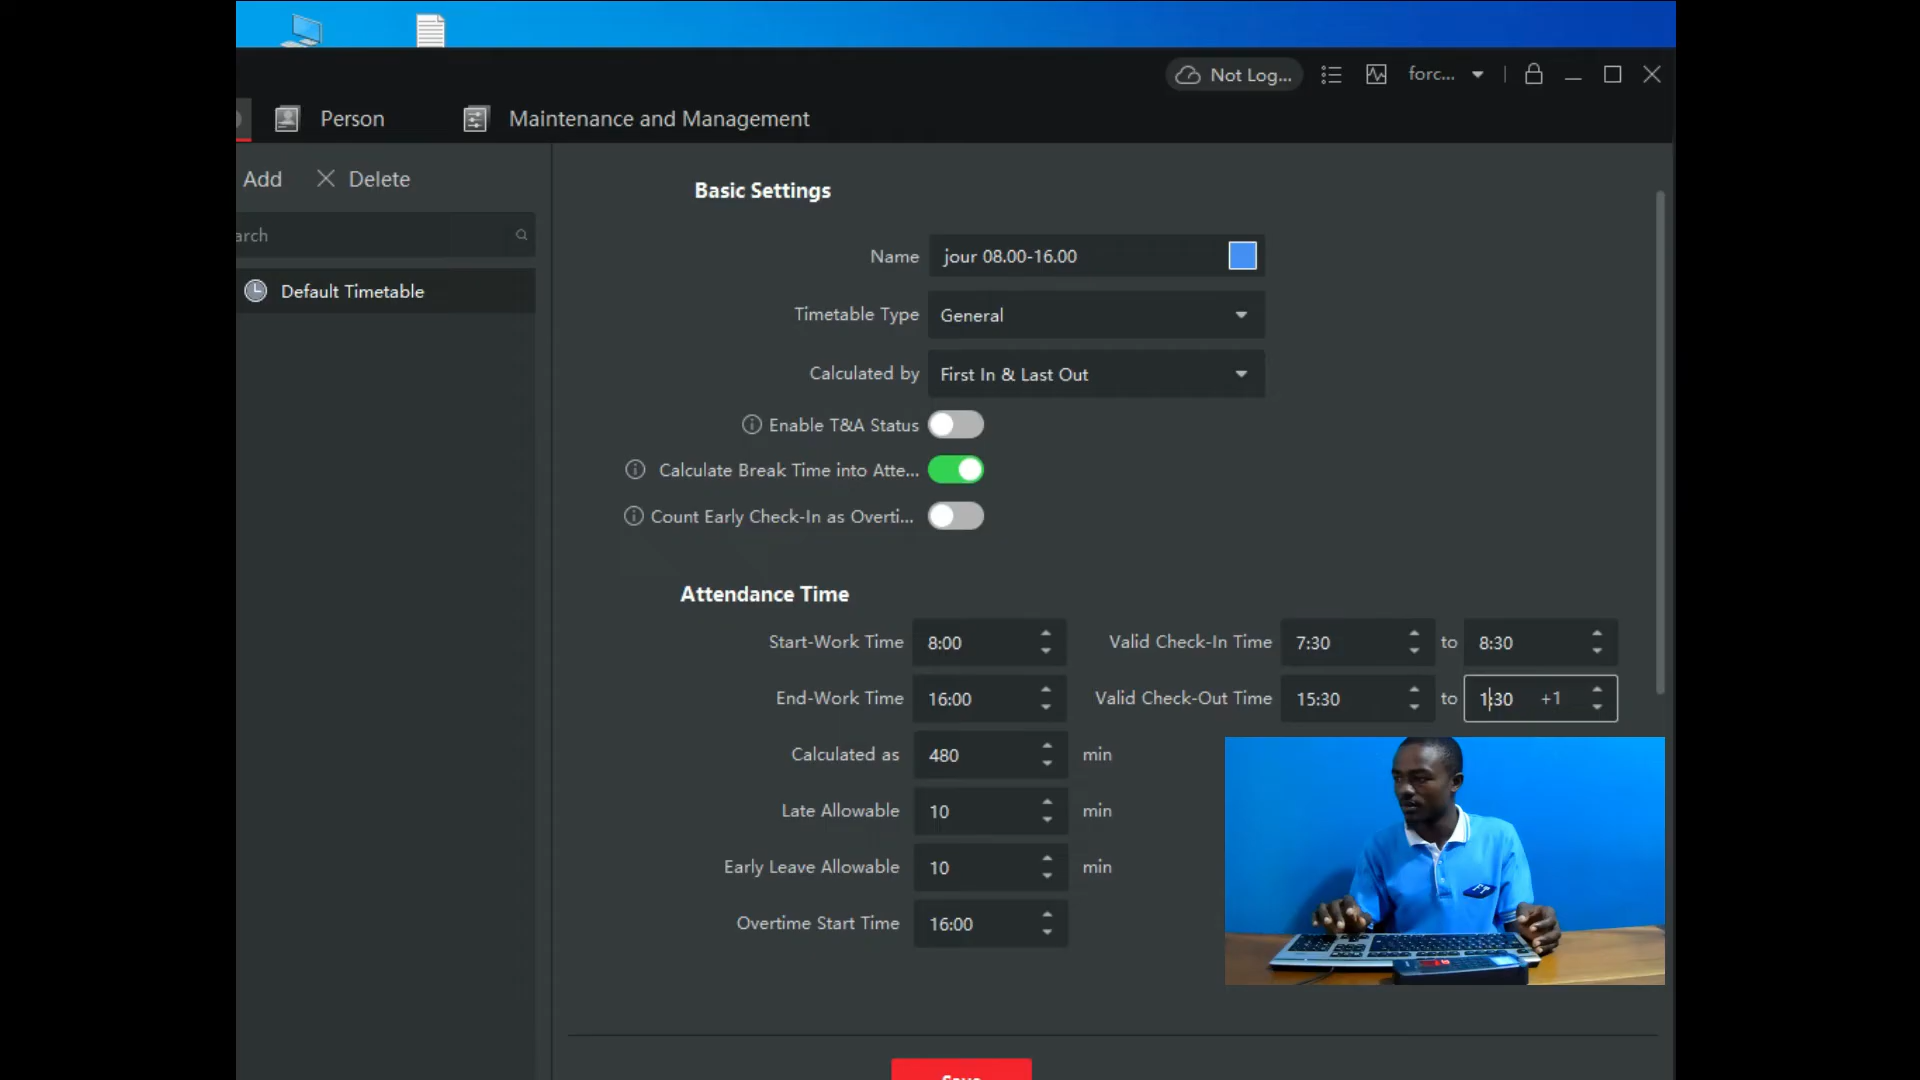 Not Log...
forc...
Person
Maintenance and Management
Add
Delete
arch
Default Timetable
Basic Settings
Name jour 08.00-16.00
Timetable Type General
Calculated by First In & Last Out
Enable T&A Status
Calculate Break Time into Atte...
Count Early Check-In as Overti...
Attendance Time
Start-Work Time 8:00 Valid Check-In Time 7:30 to 8:30
End-Work Time 16:00 Valid Check-Out Time 15:30 to 1:30 +1
Calculated as 480 min
Late Allowable 10 min
Early Leave Allowable 10 min
Overtime Start Time 16:00
Save